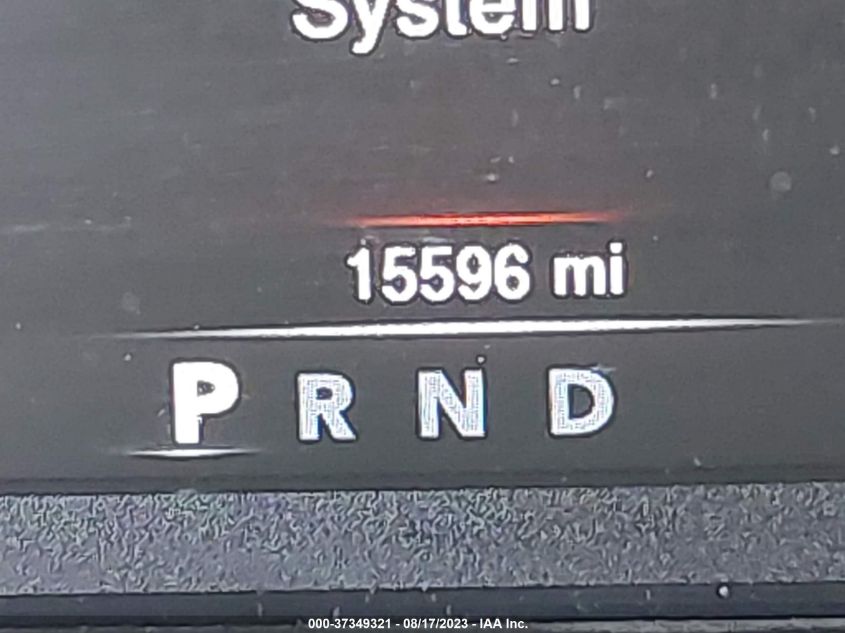 System
15596 mi
P R N D
000-37349321 - 08/17/2023 - IAA Inc.